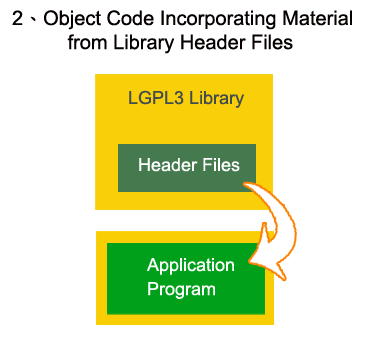 2、Object Code Incorporating Material
from Library Header Files
LGPL3 Library
Header Files
Application
Program